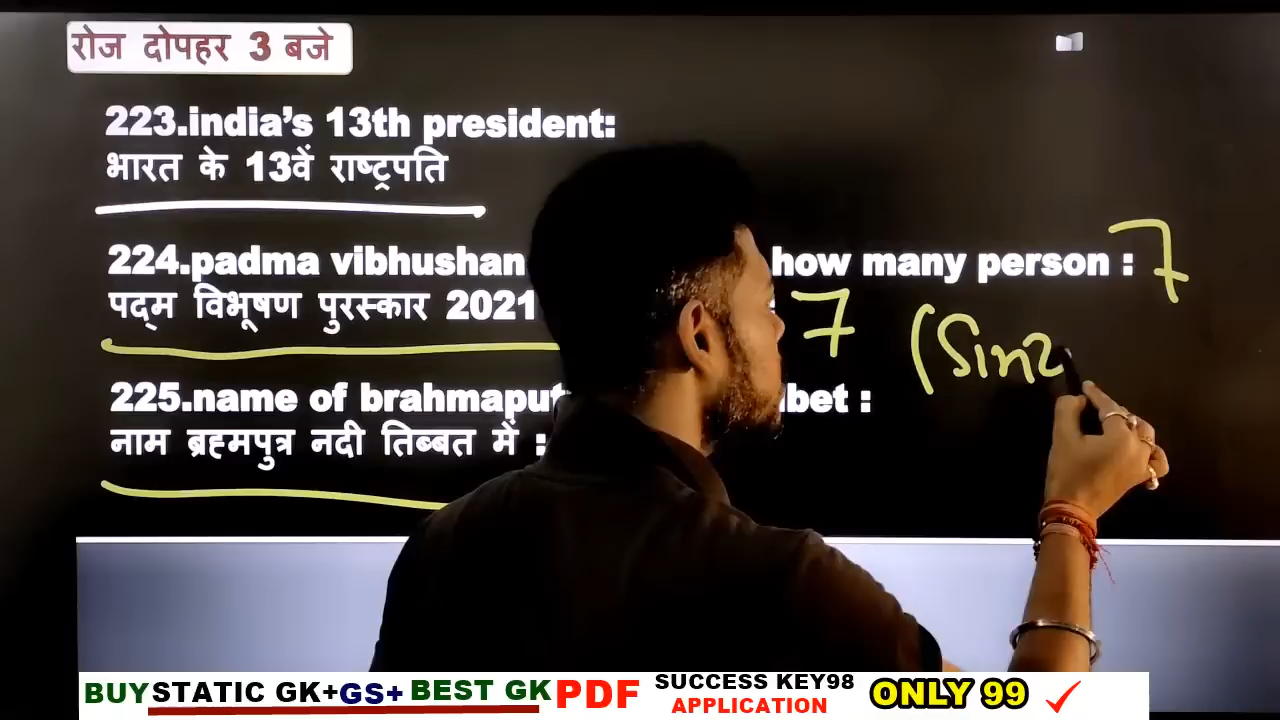 रोज दोपहर 3 बजे
223.india's 13th president:
भारत के 13वें राष्ट्रपति
224.padma vibhushan how many person : 7
पद्म विभूषण पुरस्कार 2021 7 (Sin
225.name of brahmaput bet :
नाम ब्रह्मपुत्र नदी तिब्बत में :
BUY STATIC GK+GS+ BEST GK PDF SUCCESS KEY98 APPLICATION ONLY 99